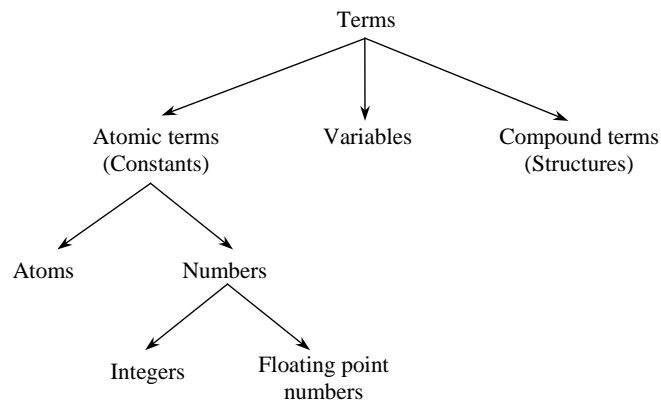 Terms
Atomic terms
(Constants)
Variables
Compound terms
(Structures)
Atoms
Numbers
Integers
Floating point
numbers